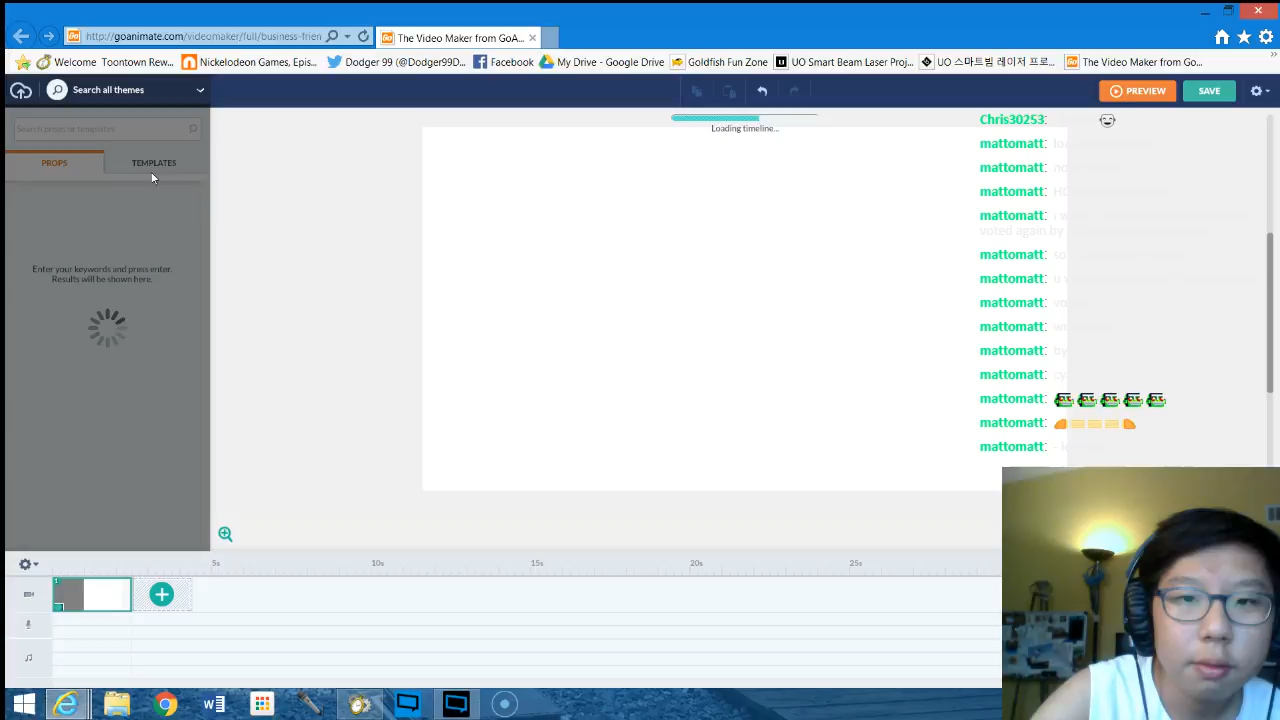 http://goanimate.com/videomaker/full/business-frien
The Video Maker from GoA...
Welcome
Toontown Rew...
Nickelodeon Games, Epis...
Dodger 99 (@Dodger99D...
Facebook
My Drive - Google Drive
Goldfish Fun Zone
UO Smart Beam Laser Proj...
UO 스마트빔 레이저 프로...
The Video Maker from Go...
Search all themes
PREVIEW
SAVE
Search props or templates
PROPS
TEMPLATES
Enter your keywords and press enter.
Results will be shown here.
Loading timeline...
Chris30253:
mattomatt:
mattomatt:
mattomatt:
mattomatt:
voted again by
mattomatt:
mattomatt:
mattomatt:
mattomatt:
mattomatt:
mattomatt:
mattomatt:
mattomatt:
mattomatt:
5s
10s
15s
20s
25s
1